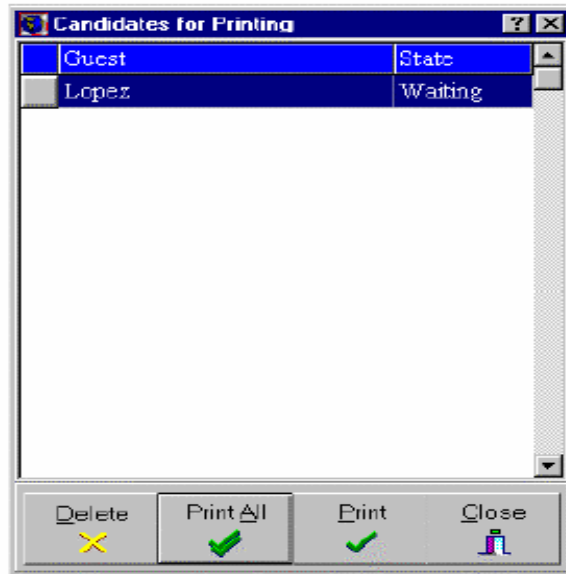 Candidates for Printing
Guest State
Lopez Waiting
Delete Print All Print Close